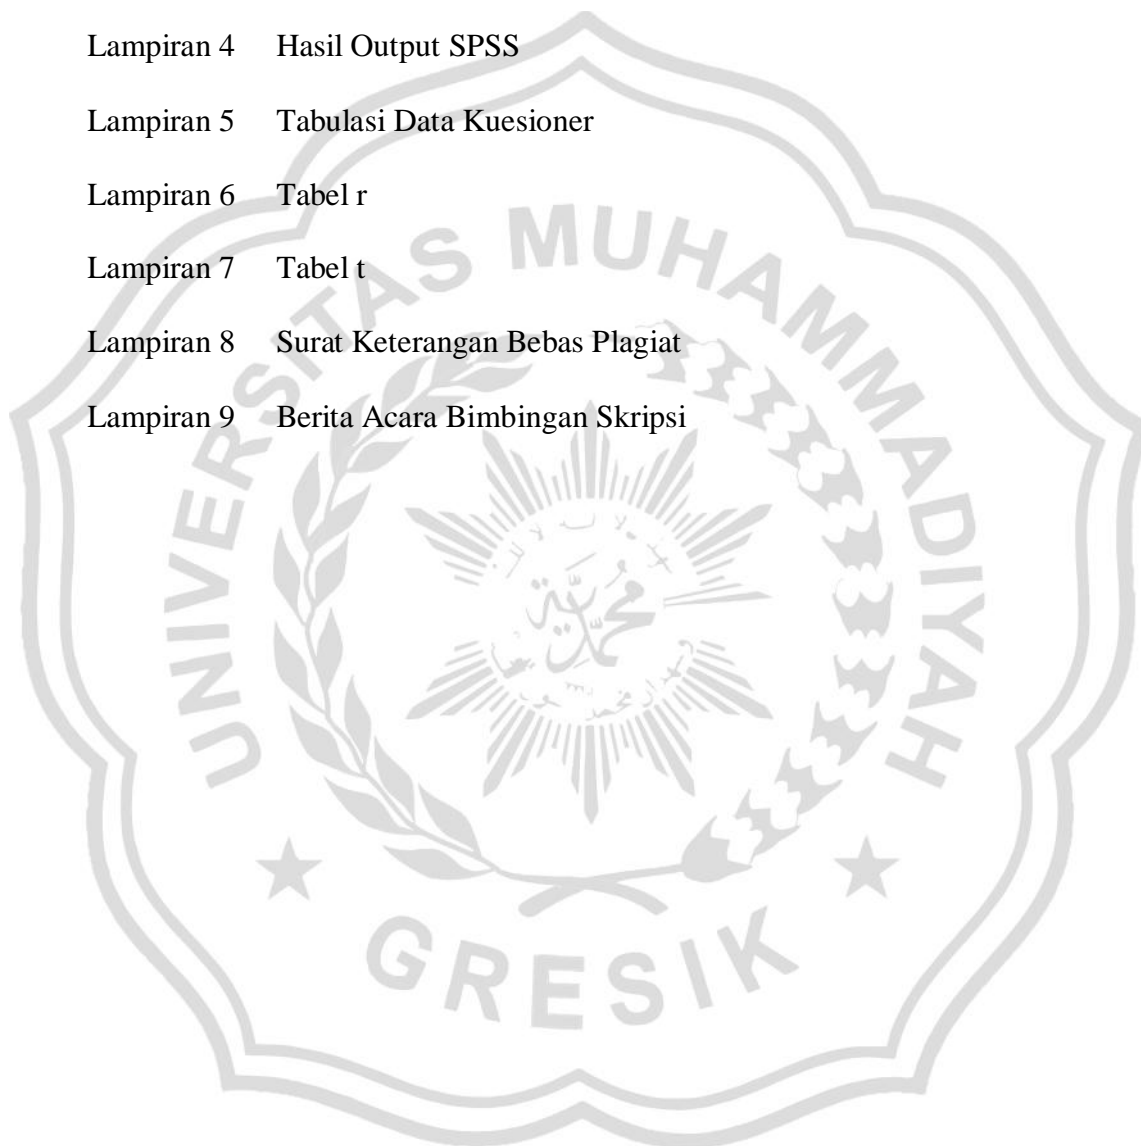 Lampiran 4 Hasil Output SPSS
Lampiran 5 Tabulasi Data Kuesioner
Lampiran 6 Tabel r
Lampiran 7 Tabel t
Lampiran 8 Surat Keterangan Bebas Plagiat
Lampiran 9 Berita Acara Bimbingan Skripsi
UNIVERSITAS MUHAMMADIYAH
محمدية
GRESIK